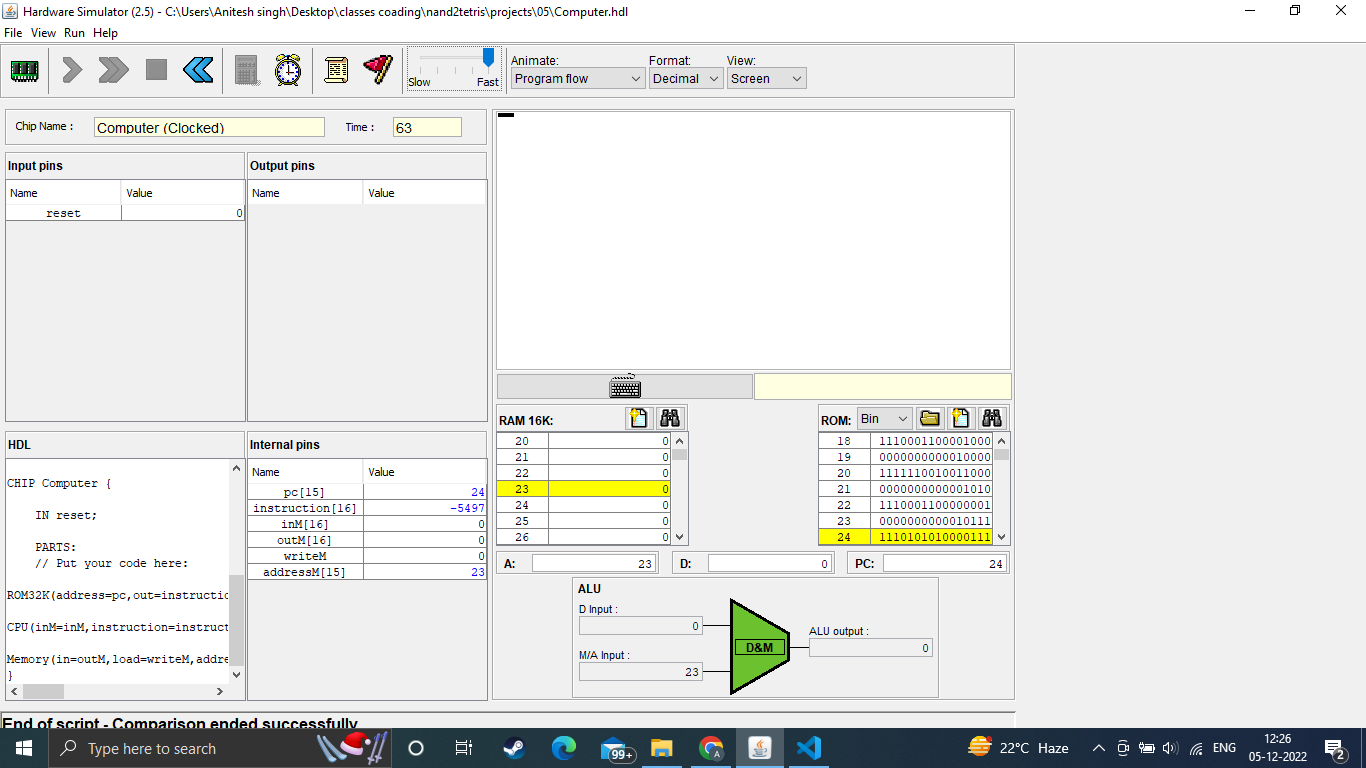 Hardware Simulator (2.5) - C:\Users\Anitesh singh\Desktop\classes coading\nand2tetris\projects\05\Computer.hdl
File View Run Help
Slow Fast
Animate: Format: View:
Program flow Decimal Screen
Chip Name : Computer (Clocked) Time : 63
Input pins
Name Value
reset 0
Output pins
Name Value
HDL
CHIP Computer {
IN reset;
PARTS:
// Put your code here:
ROM32K(address=pc,out=instructio
CPU(inM=inM,instruction=instruct
Memory(in=outM,load=writeM,addre
}
Internal pins
Name Value
pc[15] 24
instruction[16] -5497
inM[16] 0
outM[16] 0
writeM 0
addressM[15] 23
RAM 16K:
20 0
21 0
22 0
23 0
24 0
25 0
26 0
ROM: Bin
18 1110001100001000
19 0000000000010000
20 1111110010011000
21 0000000000001010
22 1110001100000001
23 0000000000010111
24 1110101010000111
A: 23 D: 0 PC: 24
ALU
D Input :
0
M/A Input :
23
D&M
ALU output :
0
End of script - Comparison ended successfully
Type here to search
99+
22°C Haze
ENG
12:26
05-12-2022
2